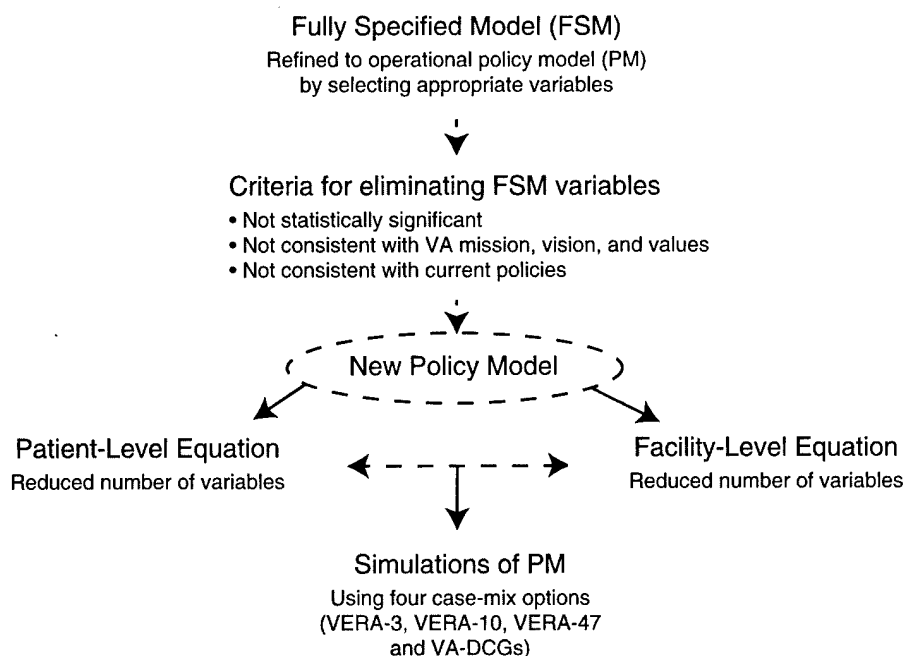 Fully Specified Model (FSM)
Refined to operational policy model (PM)
by selecting appropriate variables
Criteria for eliminating FSM variables
• Not statistically significant
• Not consistent with VA mission, vision, and values
• Not consistent with current policies
New Policy Model
Patient-Level Equation
Reduced number of variables
Facility-Level Equation
Reduced number of variables
Simulations of PM
Using four case-mix options
(VERA-3, VERA-10, VERA-47
and VA-DCGs)